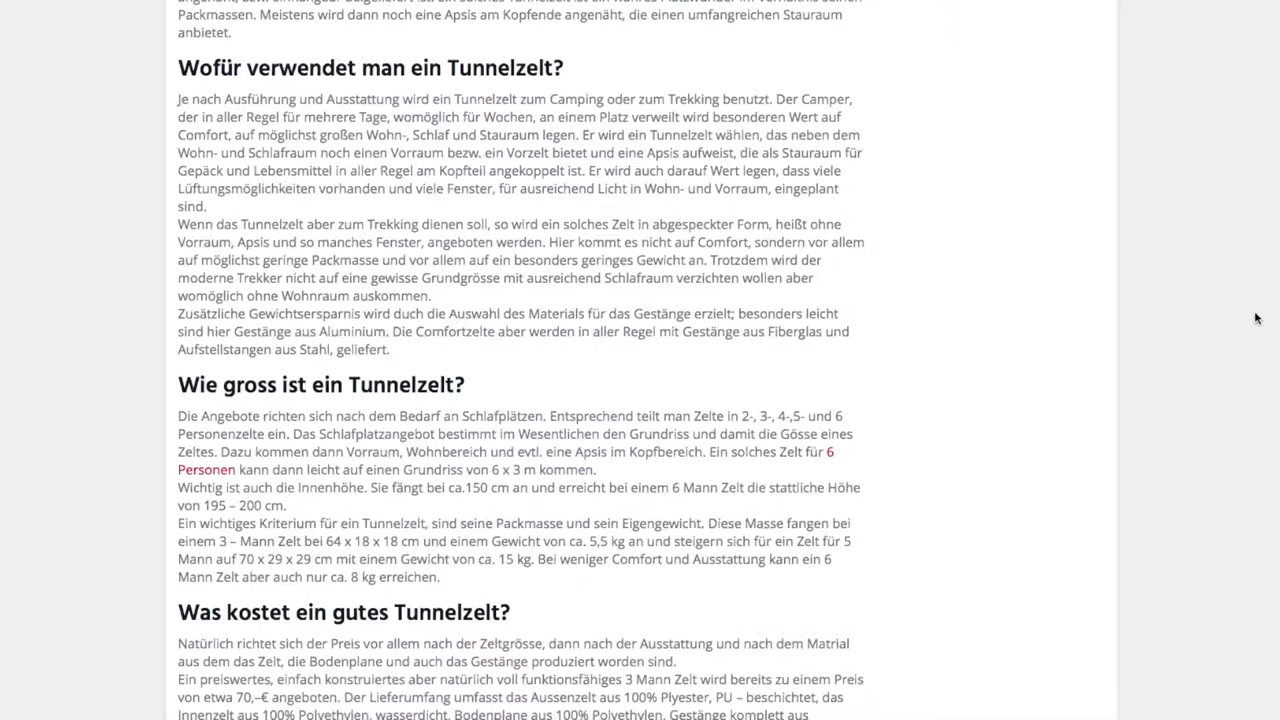 Packmassen. Meistens wird dann noch eine Apsis am Kopfende angenäht, die einen umfangreichen Stauraum
anbietet.
Wofür verwendet man ein Tunnelzelt?
Je nach Ausführung und Ausstattung wird ein Tunnelzelt zum Camping oder zum Trekking benutzt. Der Camper,
der in aller Regel für mehrere Tage, womöglich für Wochen, an einem Platz verweilt wird besonderen Wert auf
Comfort, auf möglichst großen Wohn-, Schlaf und Stauraum legen. Er wird ein Tunnelzelt wählen, das neben dem
Wohn- und Schlafraum noch einen Vorraum bezw. ein Vorzelt bietet und eine Apsis aufweist, die als Stauraum für
Gepäck und Lebensmittel in aller Regel am Kopfteil angekoppelt ist. Er wird auch darauf Wert legen, dass viele
Lüftungsmöglichkeiten vorhanden und viele Fenster, für ausreichend Licht in Wohn- und Vorraum, eingeplant
sind.
Wenn das Tunnelzelt aber zum Trekking dienen soll, so wird ein solches Zelt in abgespeckter Form, heißt ohne
Vorraum, Apsis und so manches Fenster, angeboten werden. Hier kommt es nicht auf Comfort, sondern vor allem
auf möglichst geringe Packmasse und vor allem auf ein besonders geringes Gewicht an. Trotzdem wird der
moderne Trekker nicht auf eine gewisse Grundgrösse mit ausreichend Schlafraum verzichten wollen aber
womöglich ohne Wohnraum auskommen.
Zusätzliche Gewichtsersparnis wird duch die Auswahl des Materials für das Gestänge erzielt; besonders leicht
sind hier Gestänge aus Aluminium. Die Comfortzelte aber werden in aller Regel mit Gestänge aus Fiberglas und
Aufstellstangen aus Stahl, geliefert.
Wie gross ist ein Tunnelzelt?
Die Angebote richten sich nach dem Bedarf an Schlafplätzen. Entsprechend teilt man Zelte in 2-, 3-, 4-,5- und 6
Personenzelte ein. Das Schlafplatzangebot bestimmt im Wesentlichen den Grundriss und damit die Gösse eines
Zeltes. Dazu kommen dann Vorraum, Wohnbereich und evtl. eine Apsis im Kopfbereich. Ein solches Zelt für 6
Personen kann dann leicht auf einen Grundriss von 6 x 3 m kommen.
Wichtig ist auch die Innenhöhe. Sie fängt bei ca.150 cm an und erreicht bei einem 6 Mann Zelt die stattliche Höhe
von 195 – 200 cm.
Ein wichtiges Kriterium für ein Tunnelzelt, sind seine Packmasse und sein Eigengewicht. Diese Masse fangen bei
einem 3 – Mann Zelt bei 64 x 18 x 18 cm und einem Gewicht von ca. 5,5 kg an und steigern sich für ein Zelt für 5
Mann auf 70 x 29 x 29 cm mit einem Gewicht von ca. 15 kg. Bei weniger Comfort und Ausstattung kann ein 6
Mann Zelt aber auch nur ca. 8 kg erreichen.
Was kostet ein gutes Tunnelzelt?
Natürlich richtet sich der Preis vor allem nach der Zeltgrösse, dann nach der Ausstattung und nach dem Matrial
aus dem das Zelt, die Bodenplane und auch das Gestänge produziert worden sind.
Ein preiswertes, einfach konstruiertes aber natürlich voll funktionsfähiges 3 Mann Zelt wird bereits zu einem Preis
von etwa 70,–€ angeboten. Der Lieferumfang umfasst das Aussenzelt aus 100% Plyester, PU – beschichtet, das
Innenzelt aus 100% Polyethylen, wasserdicht, Bodenplane aus 100% Polyethylen, Gestänge komplett aus